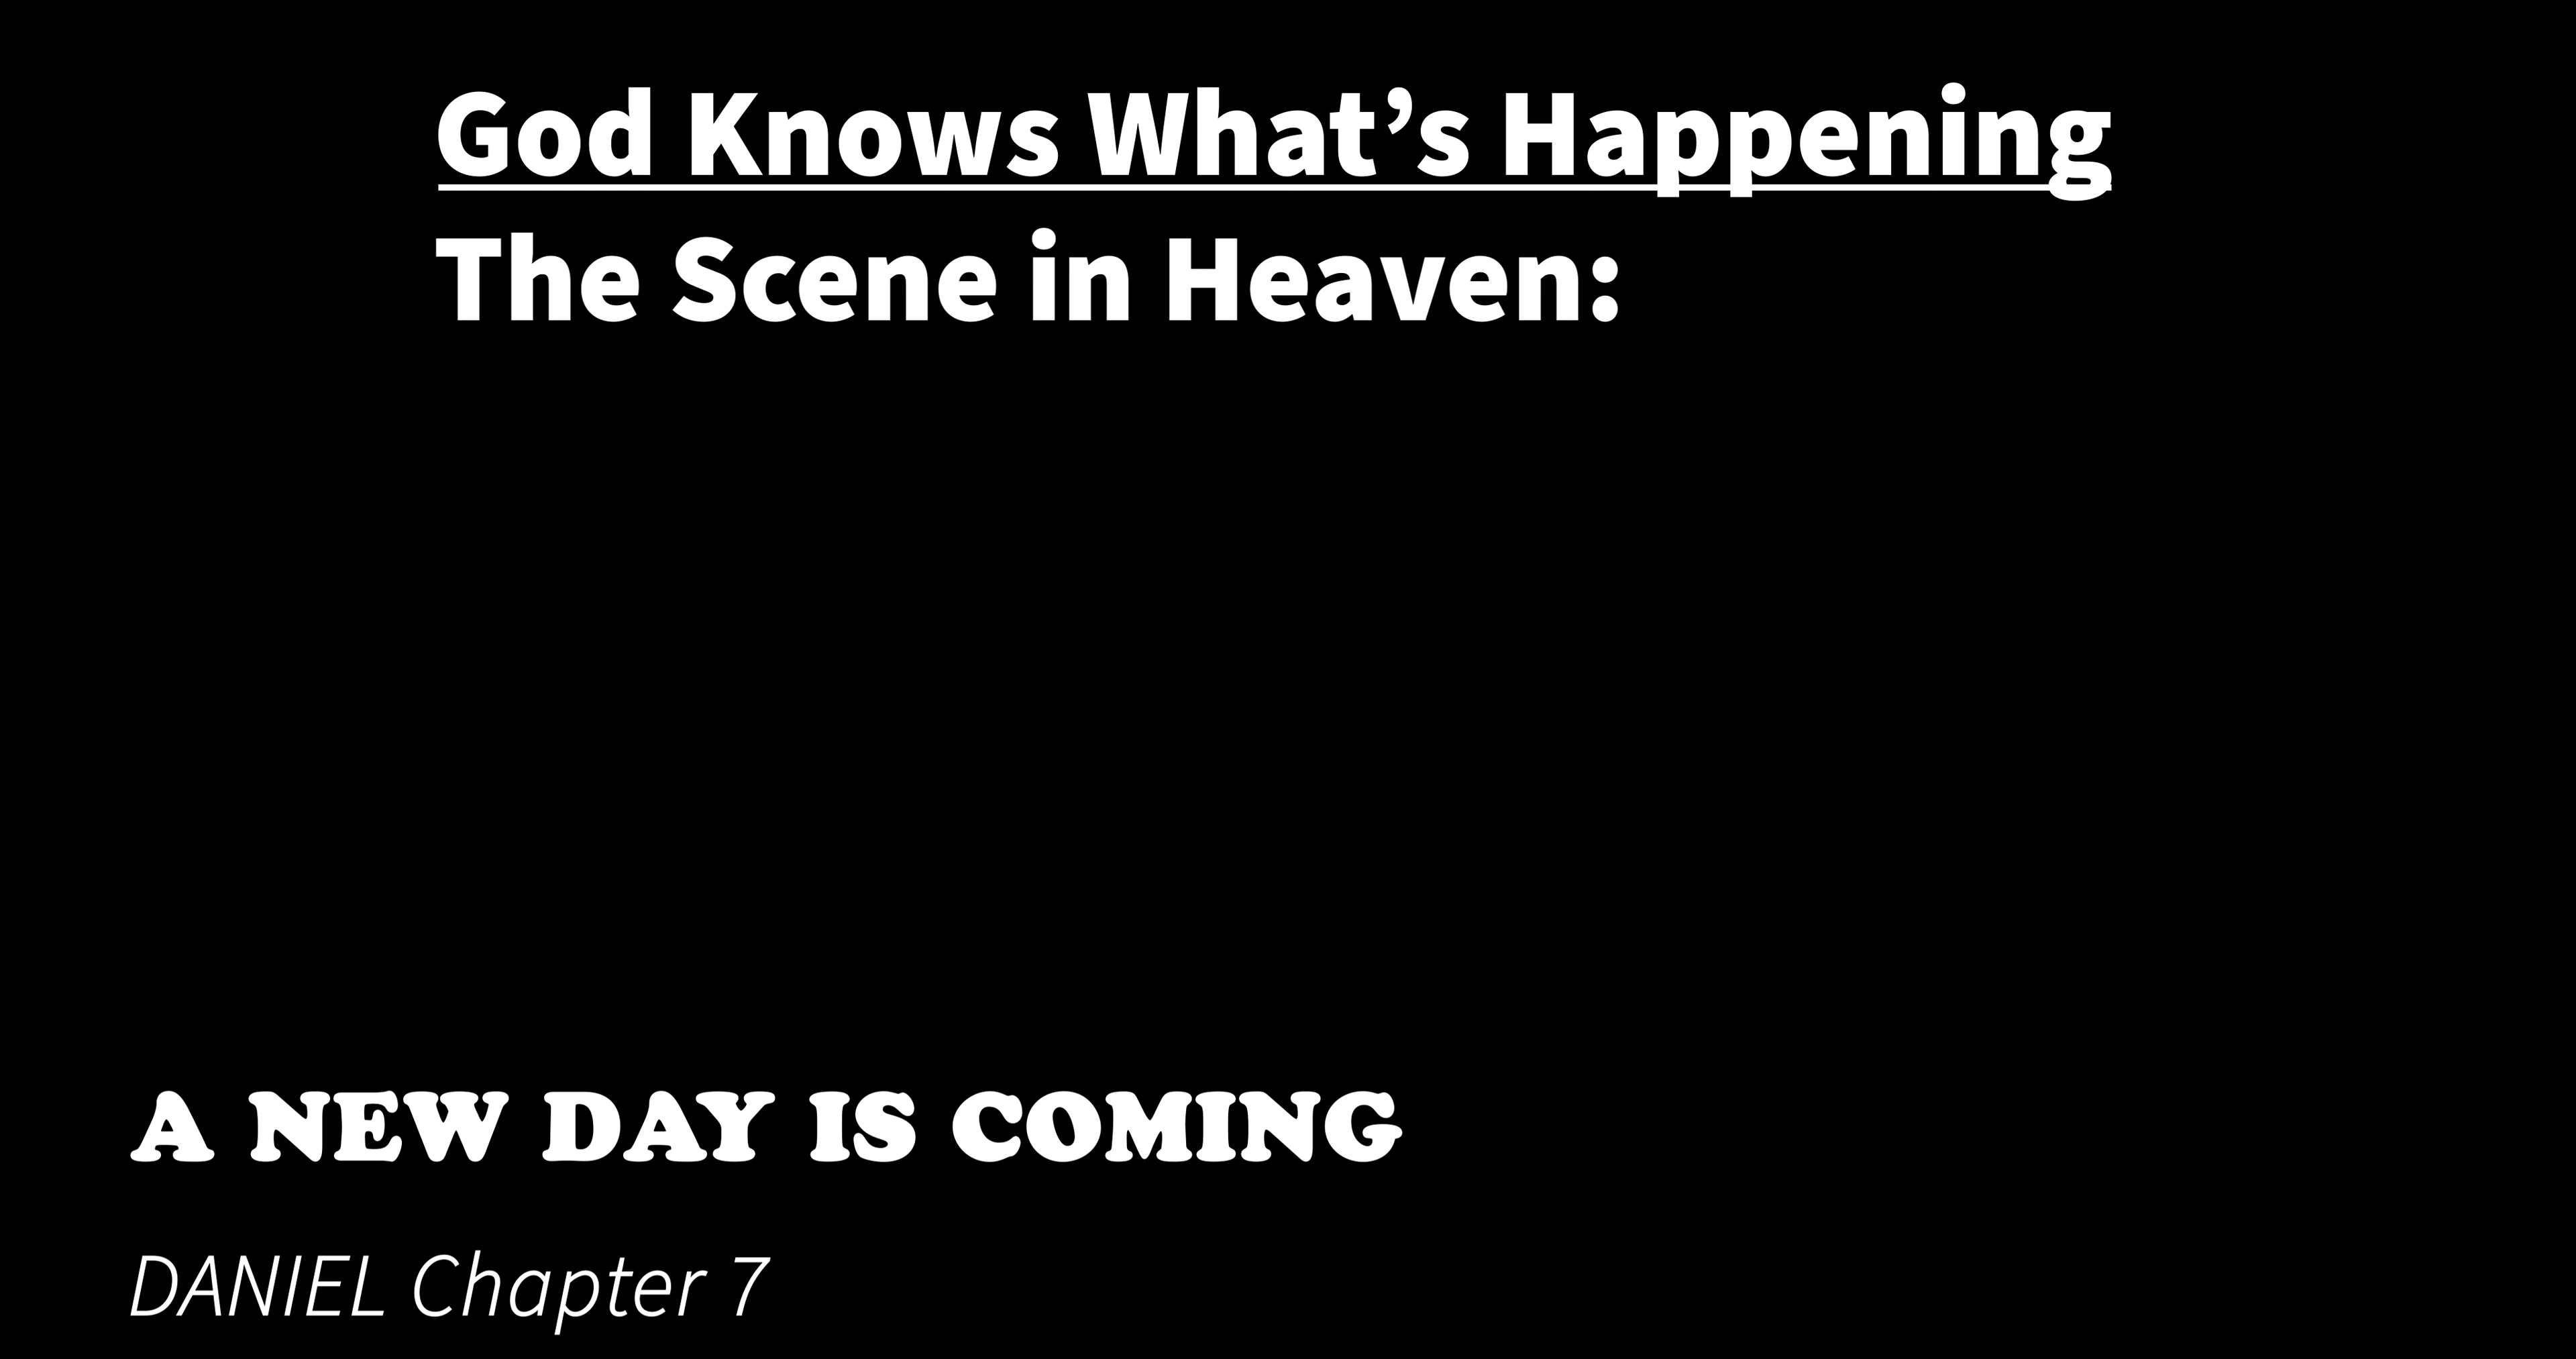 God Knows What’s Happening
The Scene in Heaven:
A NEW DAY IS COMING
DANIEL Chapter 7